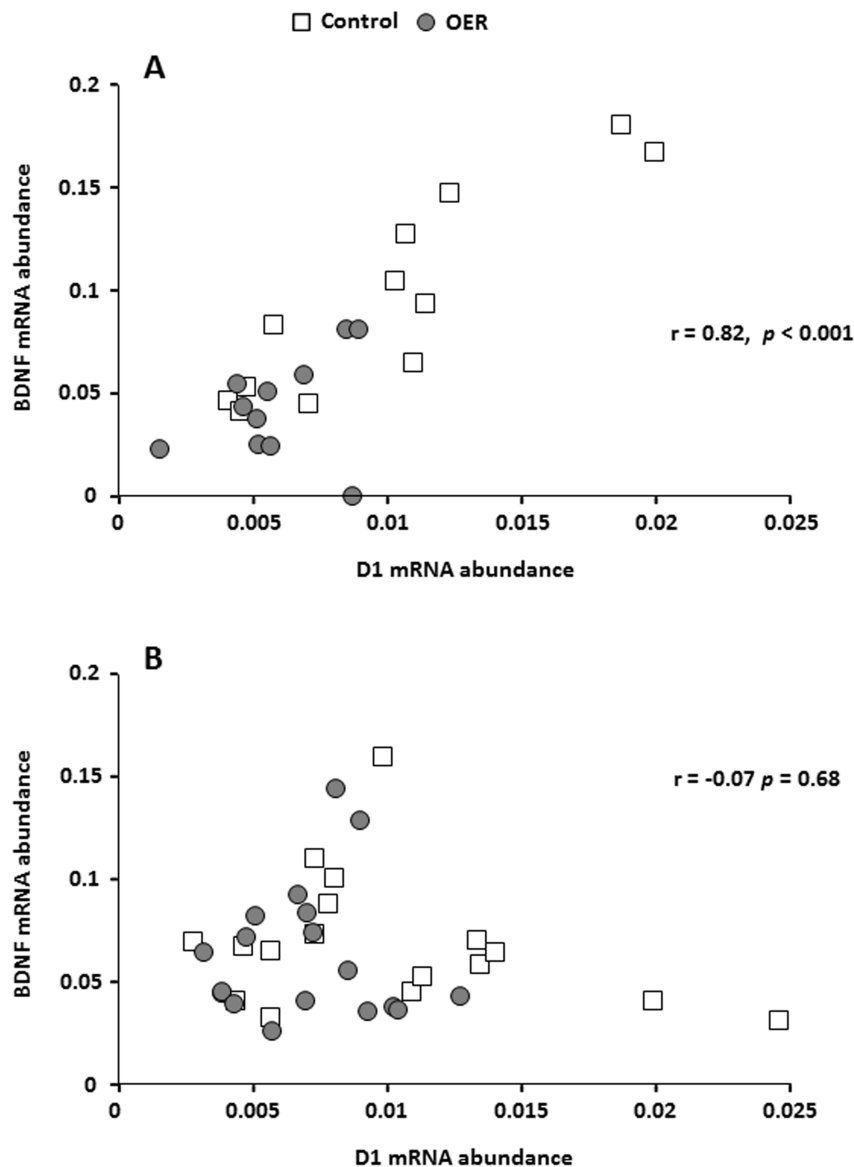 Control OER
A
0.2
0.15
0.1
0.05
0
BDNF mRNA abundance
r = 0.82, p < 0.001
0 0.005 0.01 0.015 0.02 0.025
D1 mRNA abundance
B
0.2
0.15
0.1
0.05
0
BDNF mRNA abundance
r = -0.07 p = 0.68
0 0.005 0.01 0.015 0.02 0.025
D1 mRNA abundance